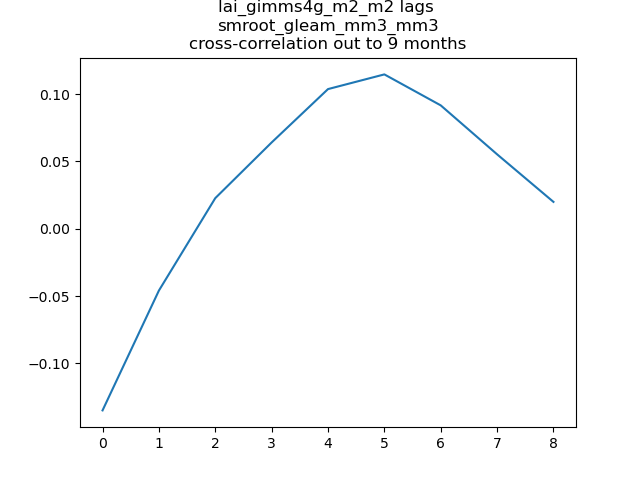 lai_gimms4g_m2_m2 lags
smroot_gleam_mm3_mm3
cross-correlation out to 9 months
0.10
0.05
0.00
−0.05
−0.10
0 1 2 3 4 5 6 7 8